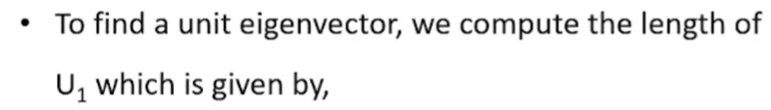 • To find a unit eigenvector, we compute the length of
U₁ which is given by,